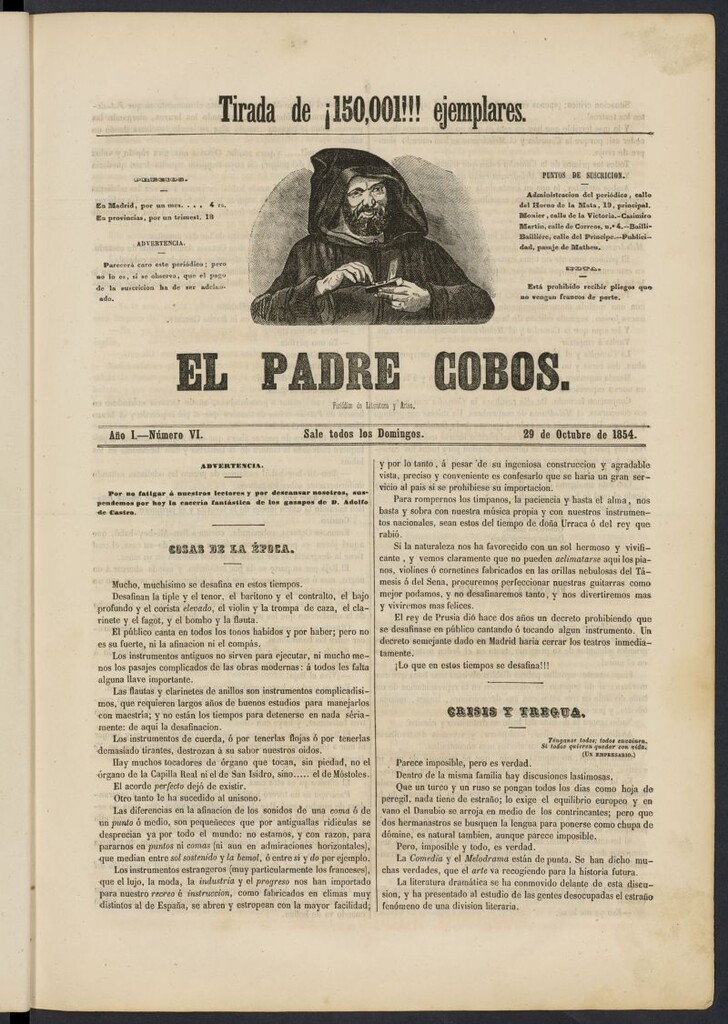 Tirada de ¡150,001!!! ejemplares.
PRECIOS.
En Madrid, por un mes. . . . 4 rs.
En provincias, por un trimest. 18
ADVERTENCIA.
Parecerá caro este periódico; pero
no lo es, si se observa, que el pago
de la suscricion ha de ser adelan-
ado.
PUNTOS DE SUSCRICION.
Administracion del periódico, calle
del Horno de la Mata, 19, principal.
Monier, calle de la Victoria.—Casimiro
Martin, calle de Correos, n.º 4.—Bailli-
Bailliére, calle del Príncipe.—Publici-
dad, pasaje de Matheu.
Está prohibido recibir pliegos que
no vengan francos de porte.
EL PADRE COBOS.
Periódico de Literatura y Artes.
Año I.—Número VI.
Sale todos los Domingos.
29 de Octubre de 1854.
ADVERTENCIA.
Por no fatigar á nuestros lectores y por descansar nosotros, sus-
pendemos por hoy la cacería fantástica de los gazapos de D. Adolfo
de Castro.
COSAS DE LA ÉPOCA.
Mucho, muchísimo se desafina en estos tiempos.
Desafinan la tiple y el tenor, el barítono y el contralto, el bajo
profundo y el corista elevado, el violin y la trompa de caza, el cla-
rinete y el fagot, y el bombo y la flauta.
El público canta en todos los tonos habidos y por haber; pero no
es su fuerte, ni la afinacion ni el compás.
Los instrumentos antiguos no sirven para ejecutar, ni mucho me-
nos los pasajes complicados de las obras modernas: á todos les falta
alguna llave importante.
Las flautas y clarinetes de anillos son instrumentos complicadísi-
mos, que requieren largos años de buenos estudios para manejarlos
con maestría; y no están los tiempos para detenerse en nada séria-
mente: de aqui la desafinacion.
Los instrumentos de cuerda, ó por tenerlas flojas ó por tenerlas
demasiado tirantes, destrozan á su sabor nuestros oidos.
Hay muchos tocadores de órgano que tocan, sin piedad, no el
órgano de la Capilla Real ni el de San Isidro, sino..... el de Móstoles.
El acorde perfecto dejó de existir.
Otro tanto le ha sucedido al unísono.
Las diferencias en la afinacion de los sonidos de una coma ó de
un punto ó medio, son pequeñeces que por antiguallas ridículas se
desprecian ya por todo el mundo: no estamos, y con razon, para
pararnos en puntos ni comas (ni aun en admiraciones horizontales),
que median entre sol sostenido y la bemol, ó entre si y do por ejemplo.
Los instrumentos estrangeros (muy particularmente los franceses),
que el lujo, la moda, la industria y el progreso nos han importado
para nuestro recreo é instruccion, como fabricados en climas muy
distintos al de España, se abren y estropean con la mayor facilidad;
y por lo tanto, á pesar de su ingeniosa construccion y agradable
vista, preciso y conveniente es confesarlo que se haria un gran ser-
vicio al pais si se prohibiese su importacion.
Para rompernos los tímpanos, la paciencia y hasta el alma, nos
basta y sobra con nuestra música propia y con nuestros instrumen-
tos nacionales, sean estos del tiempo de doña Urraca ó del rey que
rabió.
Si la naturaleza nos ha favorecido con un sol hermoso y vivifi-
cante, y vemos claramente que no pueden aclimatarse aqui los pia-
nos, violines ó cornetines fabricados en las orillas nebulosas del Tá-
mesis ó del Sena, procuremos perfeccionar nuestras guitarras como
mejor podamos, y no desafinaremos tanto, y nos divertiremos mas
y viviremos mas felices.
El rey de Prusia dió hace dos años un decreto prohibiendo que
se desafinase en público cantando ó tocando algun instrumento. Un
decreto semejante dado en Madrid haria cerrar los teatros inmedia-
tamente.
¡Lo que en estos tiempos se desafina!!!
CRISIS Y TREGUA.
Ténganse todos; todos envainen.
Si todos quieren quedar con vida.
(UN EMPRESARIO.)
Parece imposible, pero es verdad.
Dentro de la misma familia hay discusiones lastimosas.
Que un turco y un ruso se pongan todos los dias como hoja de
peregil, nada tiene de estraño; lo exige el equilibrio europeo y en
vano el Danubio se arroja en medio de los contrincantes; pero que
dos hermanastros se busquen la lengua para ponerse como chupa de
dómine, es natural tambien, aunque parece imposible.
Pero, imposible y todo, es verdad.
La Comedia y el Melodrama están de punta. Se han dicho mu-
chas verdades, que el arte va recogiendo para la historia futura.
La literatura dramática se ha conmovido delante de esta discu-
sion, y ha presentado al estudio de las gentes desocupadas el estraño
fenómeno de una division literaria.